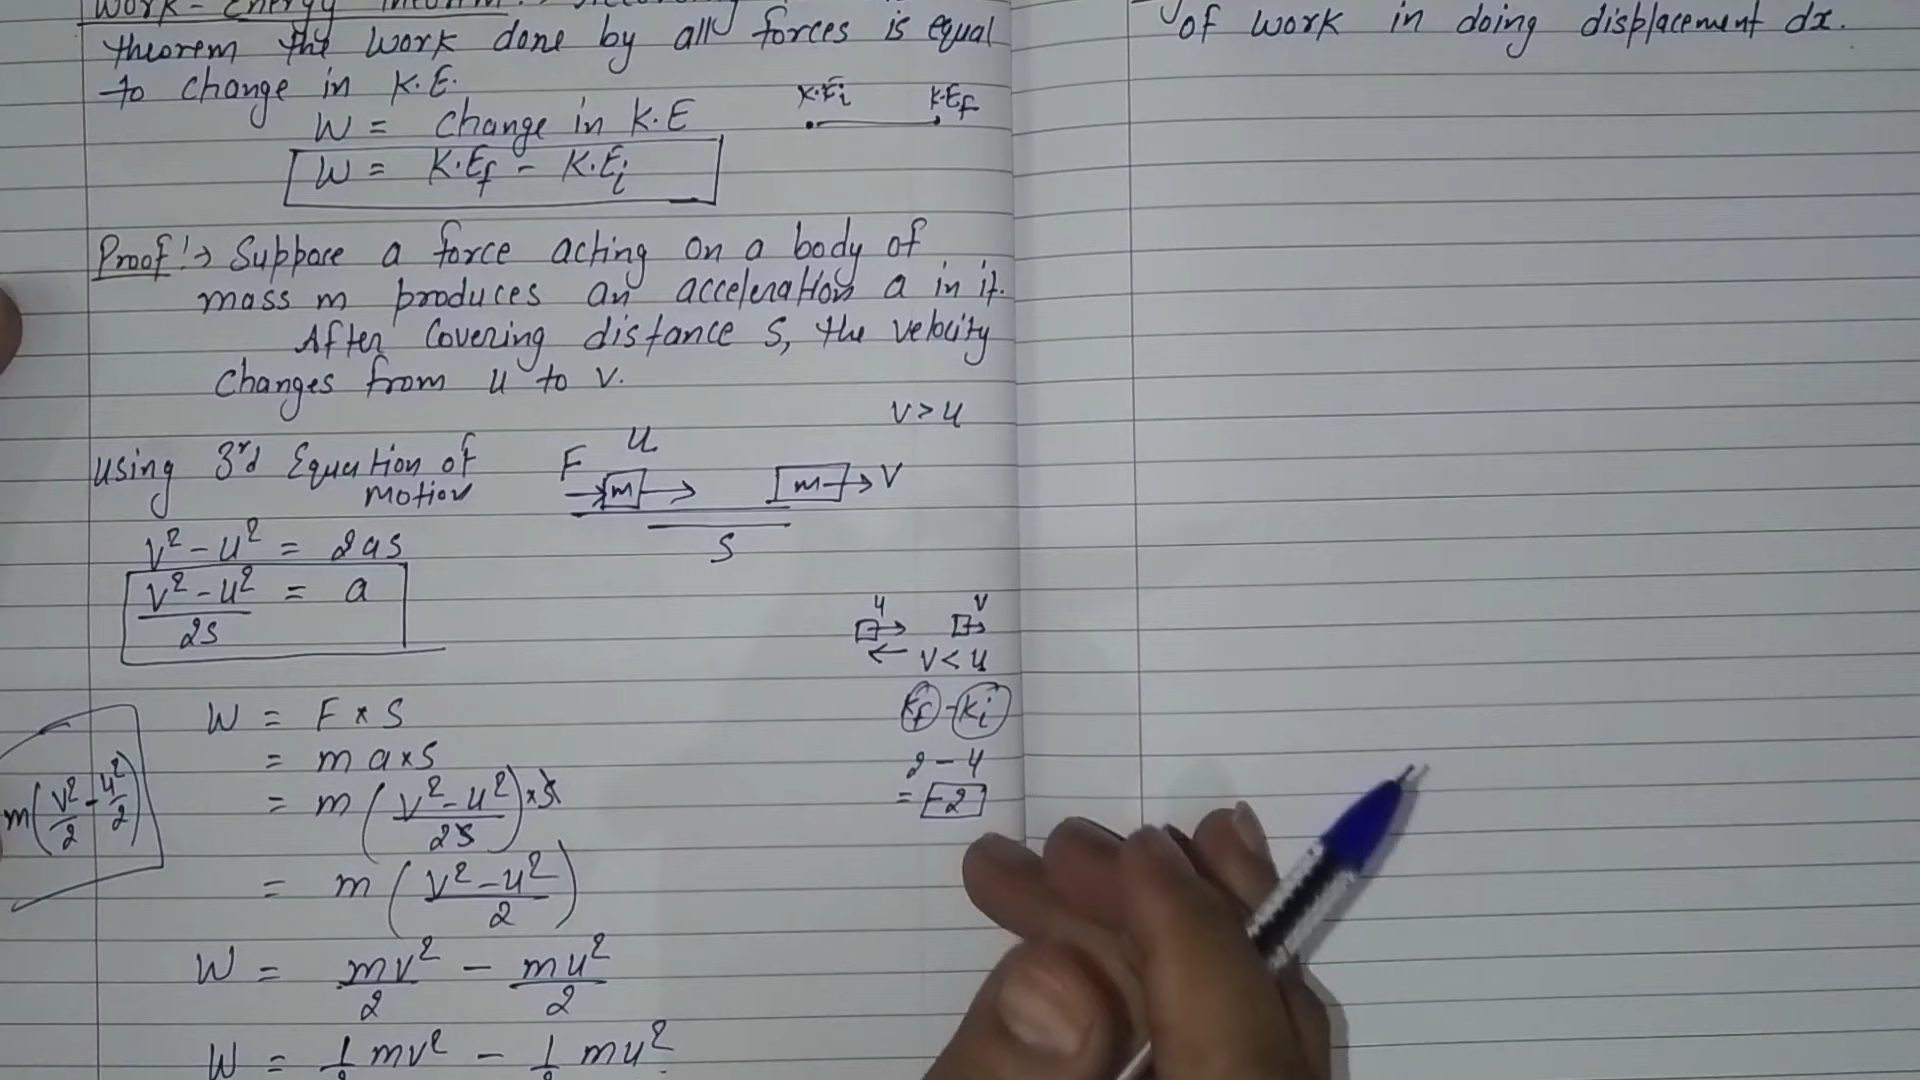 Work-Energy Theorem:→
theorem the work done by all forces is equal
to change in K.E.
W = change in K.E
W = K.Ef - K.Ei
K.Ei K.Ef
Proof:→ Suppose a force acting on a body of
mass m produces an acceleration a in it.
After covering distance S, the velocity
changes from u to v.
v > u
using 3rd Equation of
motion
F u
m m v
S
v² - u² = 2as
v² - u² / 2s = a
u v
v < u
Kf - Ki
2 - 4
= -2
W = F × S
= m a × s
= m (v² - u² / 2s) × s
= m (v² - u² / 2)
m (v²/2 - u²/2)
W = mv²/2 - mu²/2
W = 1/2 mv² - 1/2 mu²
of work in doing displacement dx.